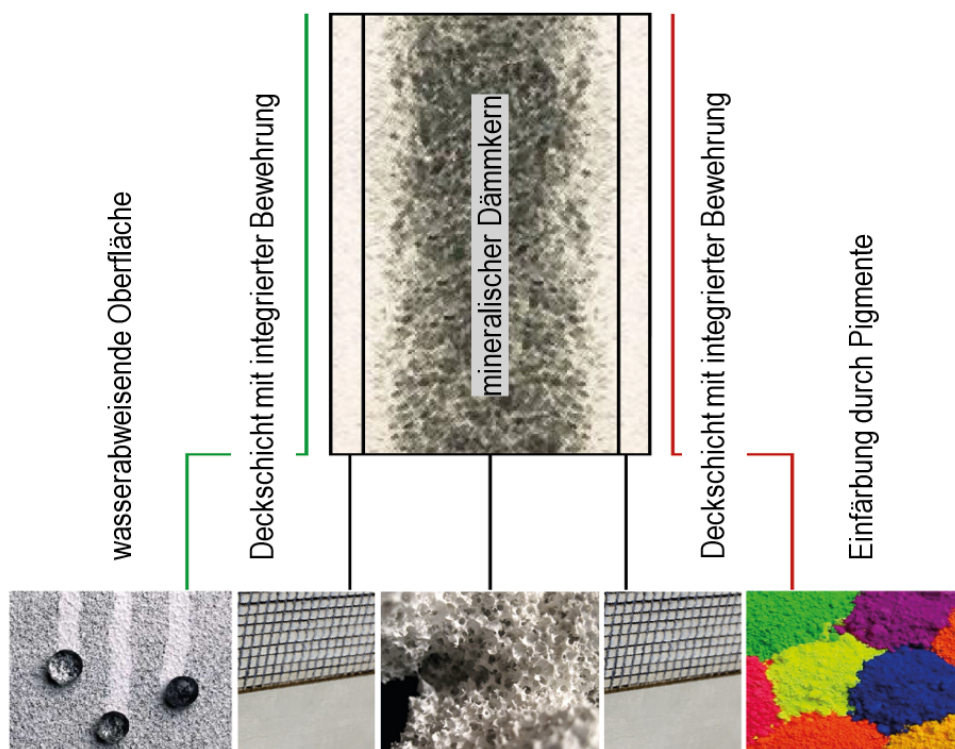 wasserabweisende Oberfläche
Deckschicht mit integrierter Bewehrung
mineralischer Dämmkern
Deckschicht mit integrierter Bewehrung
Einfärbung durch Pigmente